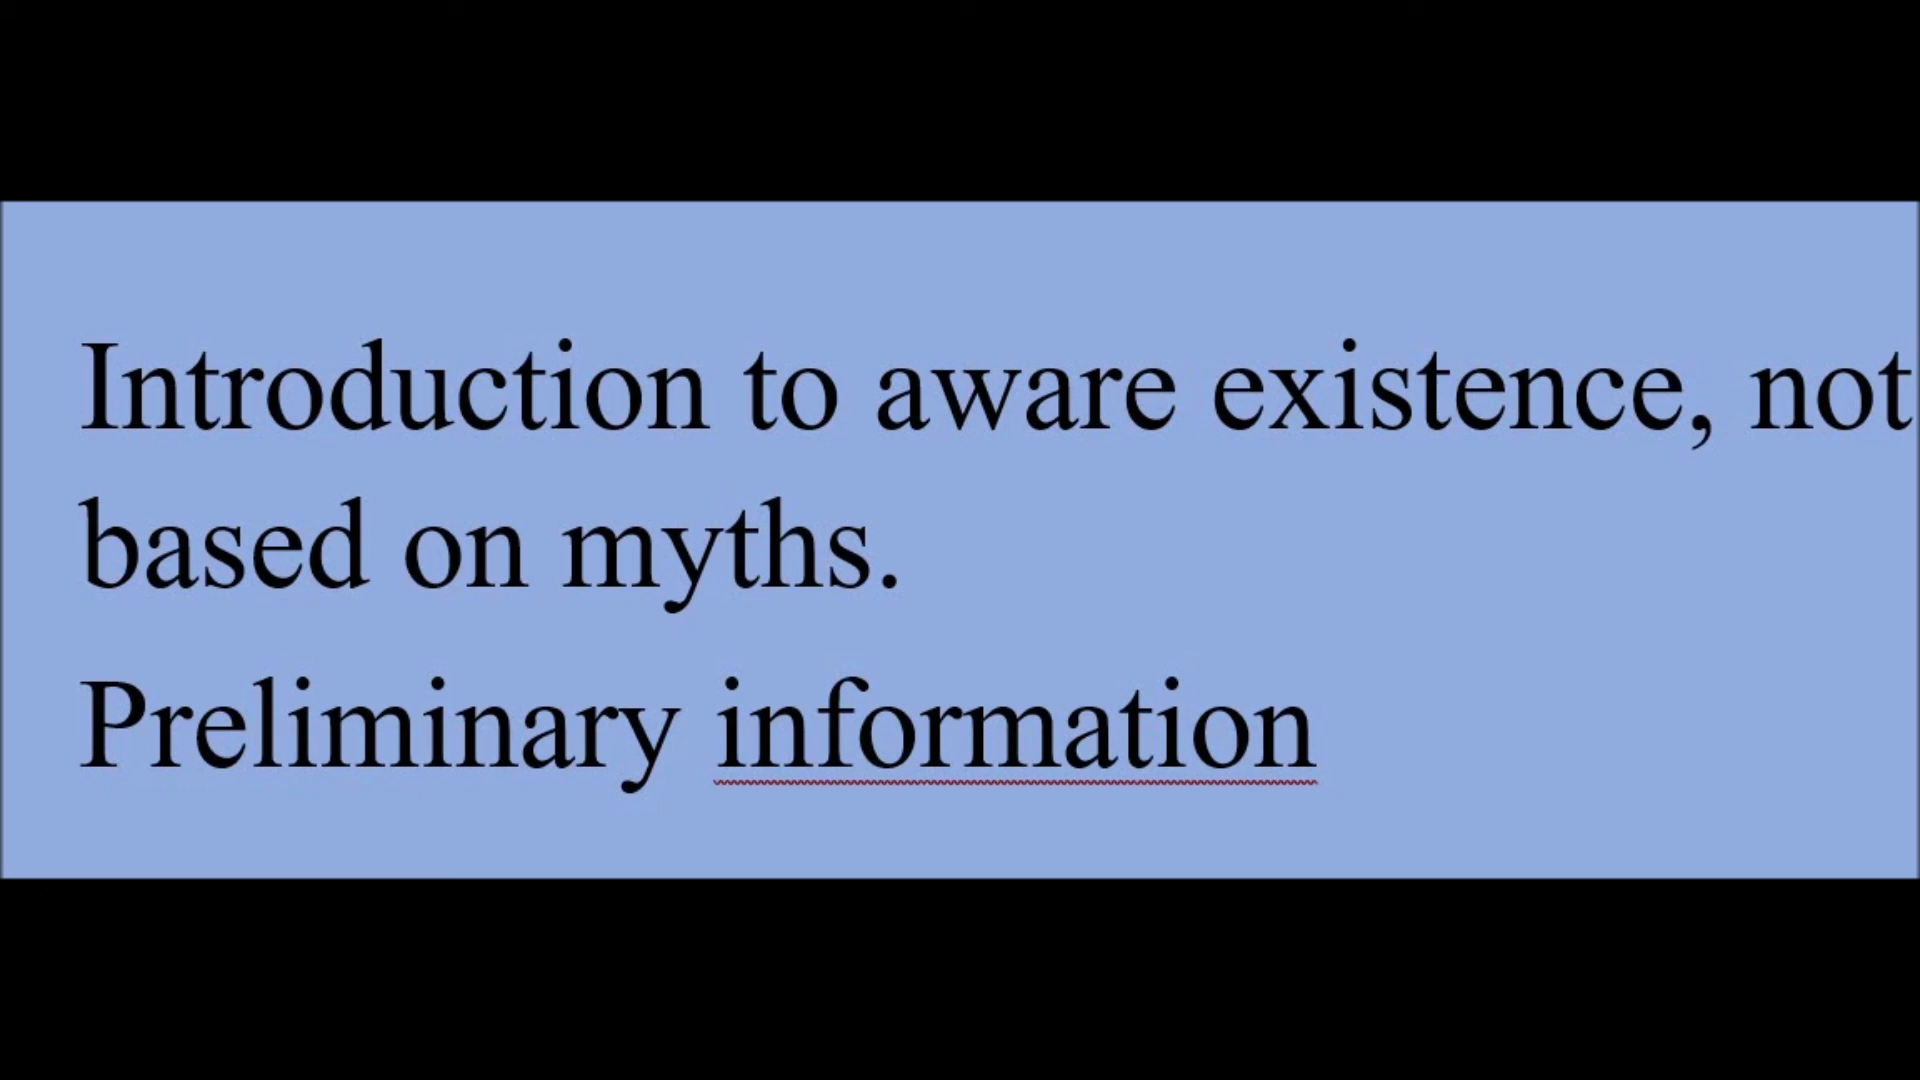 Introduction to aware existence, not
based on myths.
Preliminary information